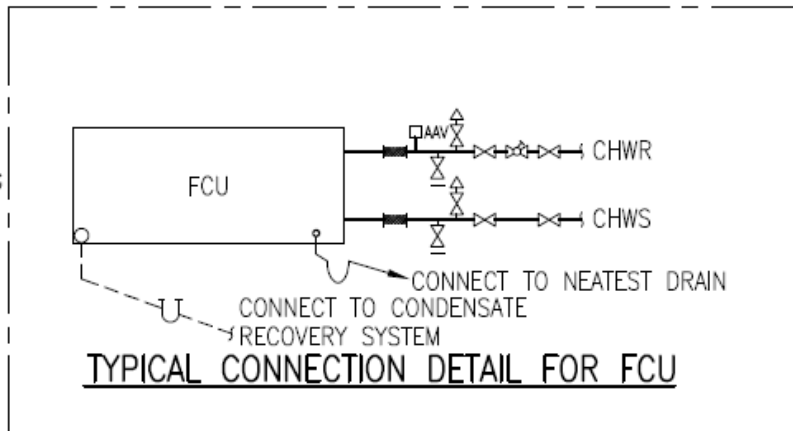 AAV
CHWR
FCU
CHWS
CONNECT TO NEATEST DRAIN
CONNECT TO CONDENSATE
RECOVERY SYSTEM
TYPICAL CONNECTION DETAIL FOR FCU